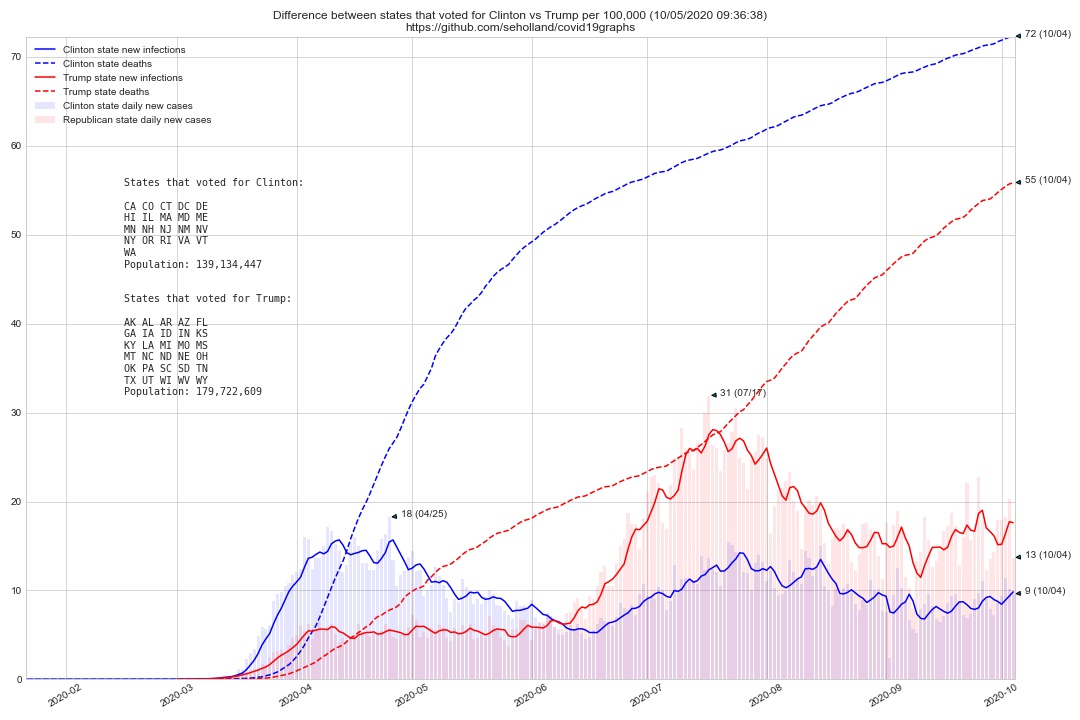 Difference between states that voted for Clinton vs Trump per 100,000 (10/05/2020 09:36:38)
https://github.com/seholland/covid19graphs
72 (10/04)
70
Clinton state new infections
Clinton state deaths
Trump state new infections
Trump state deaths
Clinton state daily new cases
Republican state daily new cases
60
States that voted for Clinton:
55 (10/04)
CA CO CT DC DE
HI IL MA MD ME
MN NH NJ NM NV
NY OR RI VA VT
WA
Population: 139,134,447
50
States that voted for Trump:
40
AK AL AR AZ FL
GA IA ID IN KS
KY LA MI MO MS
MT NC ND NE OH
OK PA SC SD TN
TX UT WI WV WY
Population: 179,722,609
31 (07/17)
30
20
18 (04/25)
13 (10/04)
10
9 (10/04)
0
2020-02
2020-03
2020-04
2020-05
2020-06
2020-07
2020-08
2020-09
2020-10